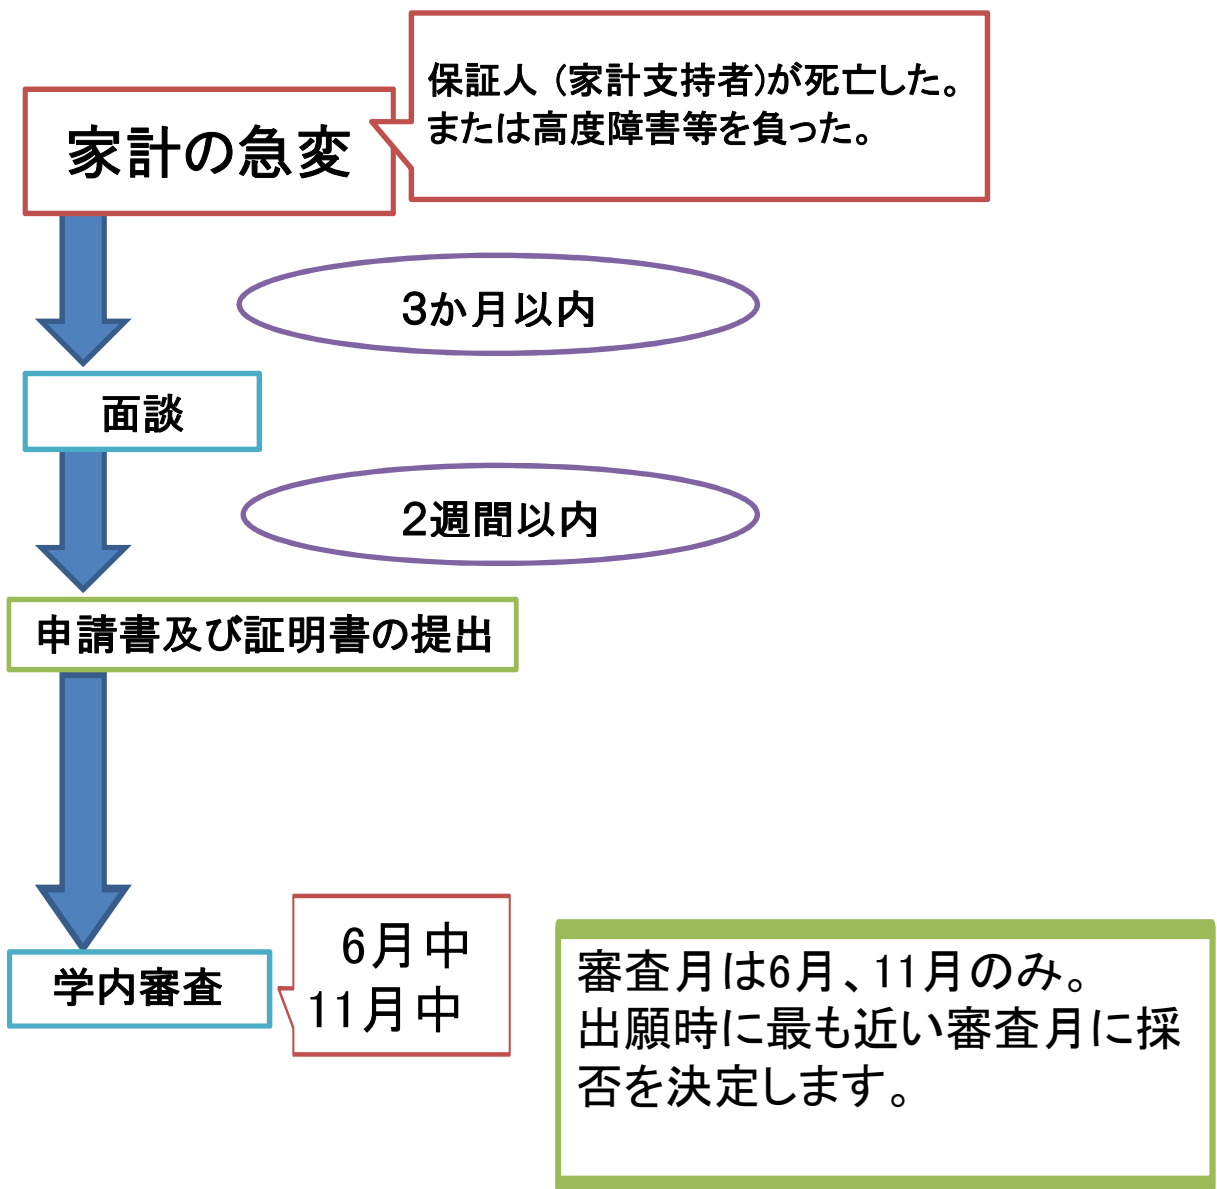 保証人（家計支持者)が死亡した。
または高度障害等を負った。
家計の急変
3か月以内
面談
2週間以内
申請書及び証明書の提出
学内審査
6月中
11月中
審査月は6月、11月のみ。
出願時に最も近い審査月に採
否を決定します。